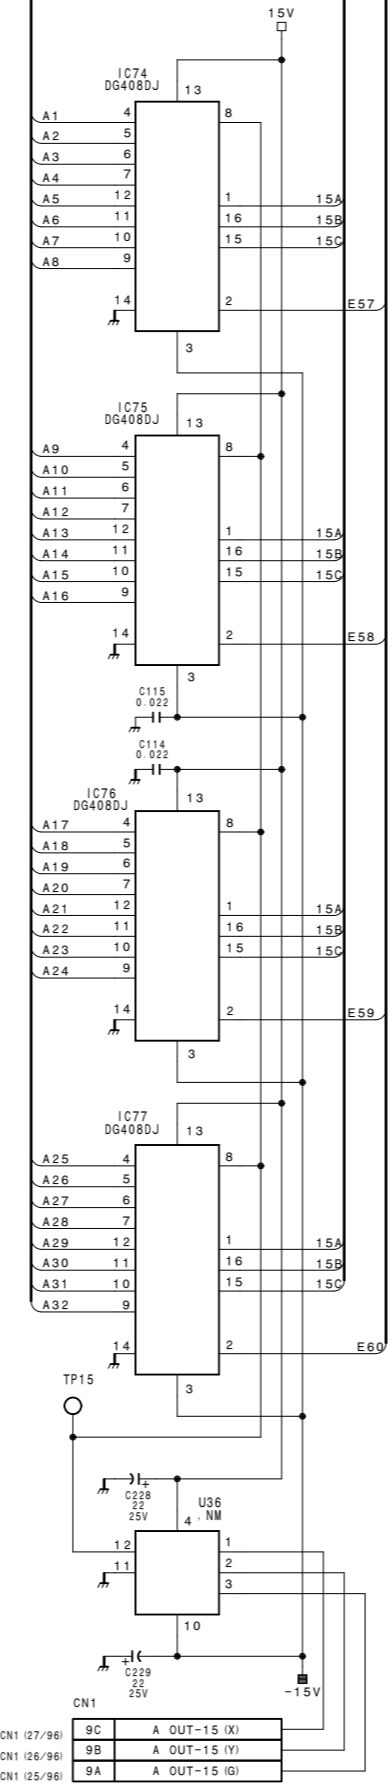 15V
IC74
DG408DJ
13
A1 4 8
A2 5
A3 6
A4 7
A5 12 1 15A
A6 11 16 15B
A7 10 15 15C
A8 9
14 2 E57
3
IC75
DG408DJ
13
A9 4 8
A10 5
A11 6
A12 7
A13 12 1 15A
A14 11 16 15B
A15 10 15 15C
A16 9
14 2 E58
3
C115
0.022
C114
0.022
IC76
DG408DJ
13
A17 4 8
A18 5
A19 6
A20 7
A21 12 1 15A
A22 11 16 15B
A23 10 15 15C
A24 9
14 2 E59
3
IC77
DG408DJ
13
A25 4 8
A26 5
A27 6
A28 7
A29 12 1 15A
A30 11 16 15B
A31 10 15 15C
A32 9
14 2 E60
3
TP15
C228
22
25V
+
U36
. NM
4
12 1
11 2
3
10
+
C229
22
25V
-15V
CN1
CN1 (27/96) 9C A OUT-15 (X)
CN1 (26/96) 9B A OUT-15 (Y)
CN1 (25/96) 9A A OUT-15 (G)